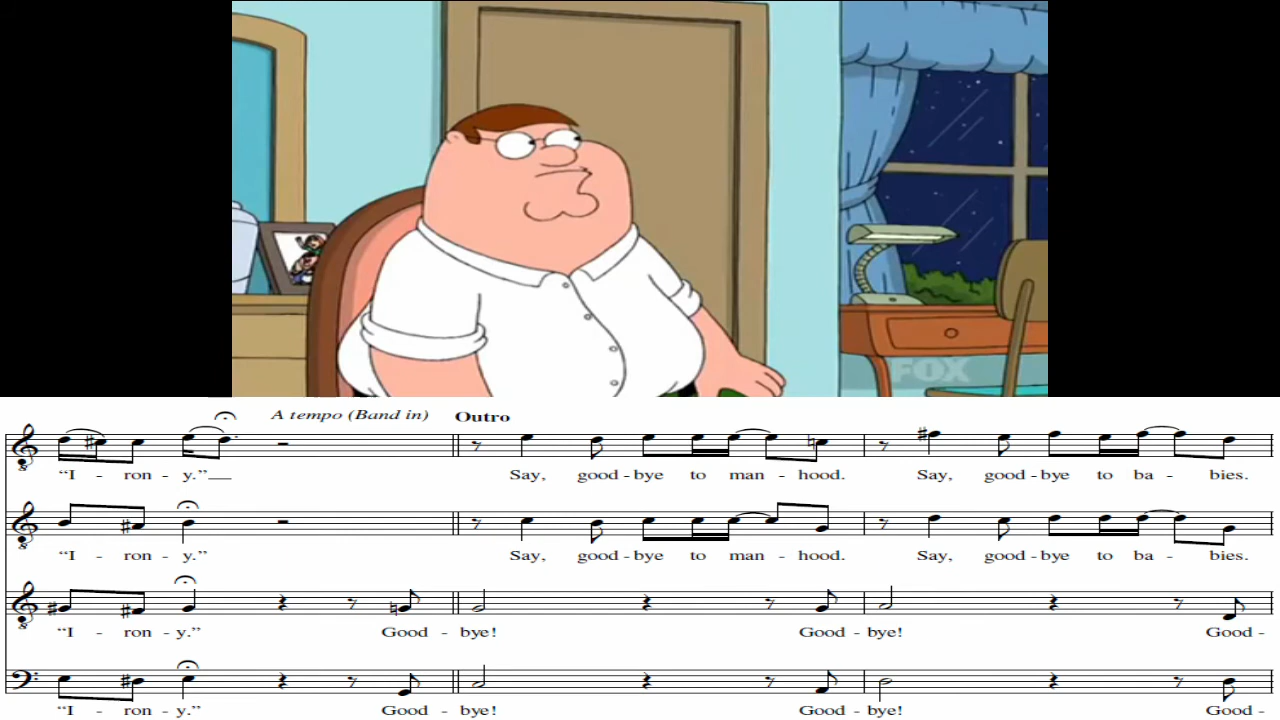 FOX
A tempo (Band in) Outro
“I - ron - y.”__ Say, good - bye to man - hood. Say, good - bye to ba - bies.
“I - ron - y.” Say, good - bye to man - hood. Say, good - bye to ba - bies.
“I - ron - y.” Good - bye! Good - bye! Good -
“I - ron - y.” Good - bye! Good - bye! Good -